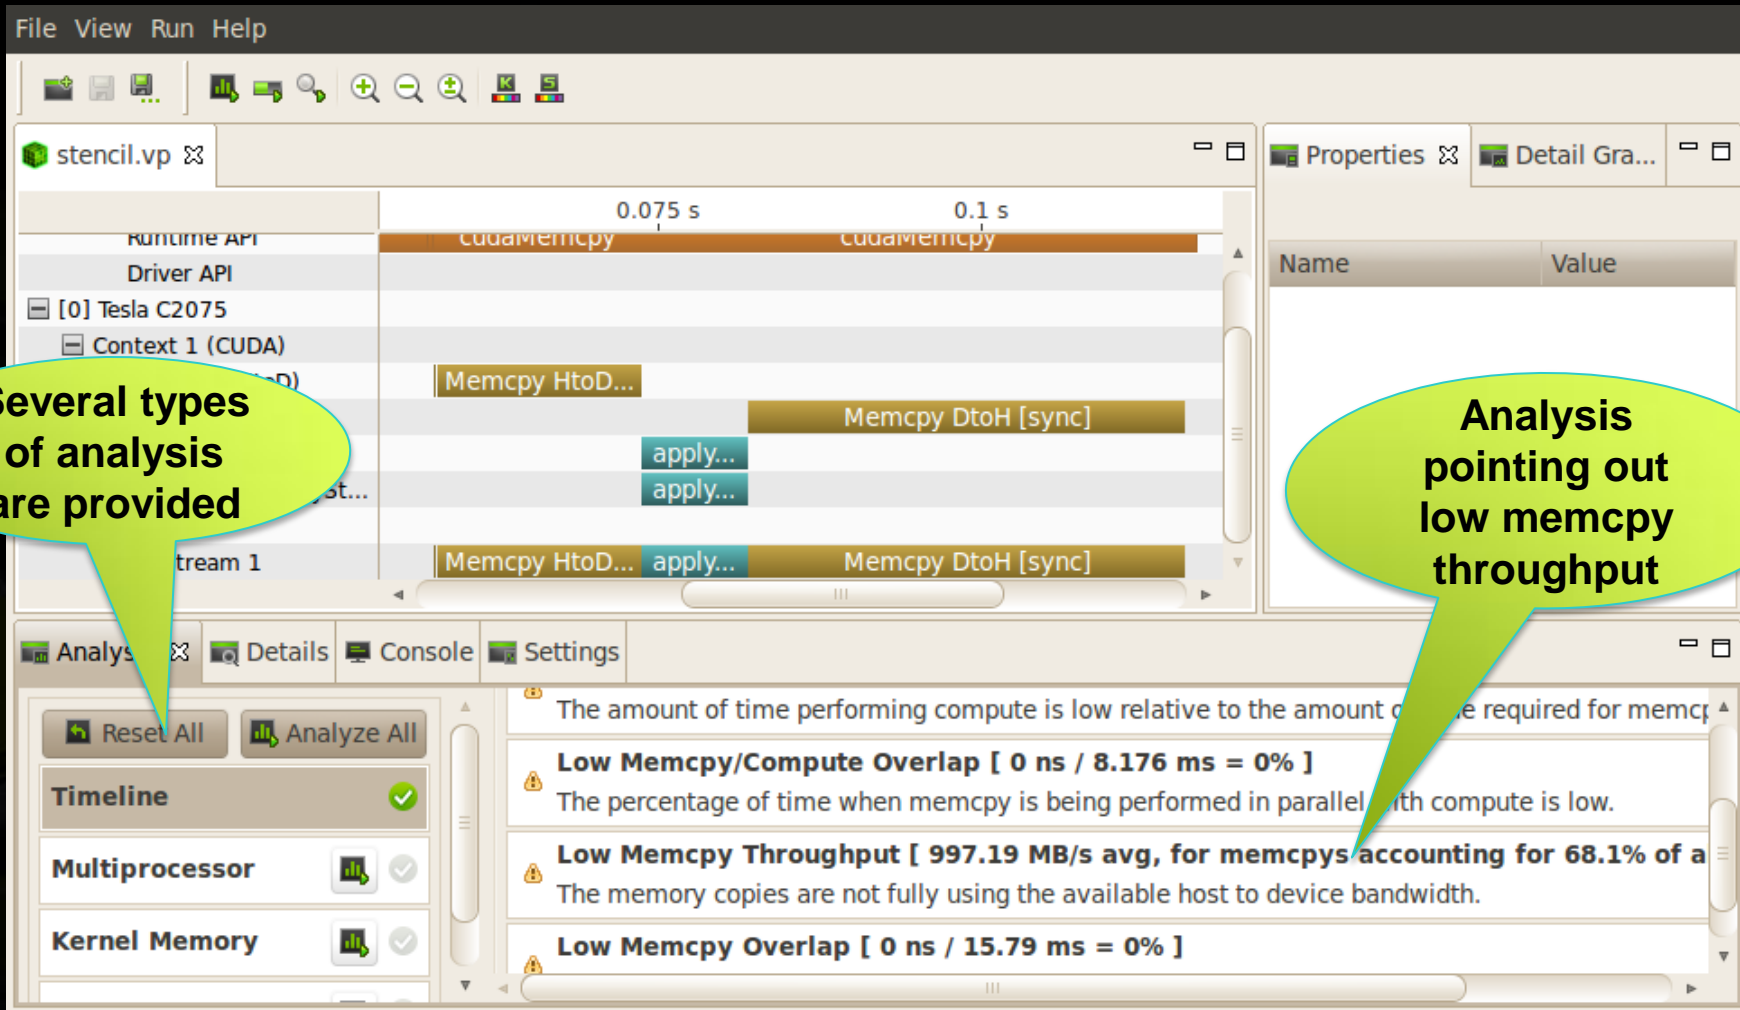 File View Run Help
stencil.vp
Properties
Detail Gra...
0.075 s
0.1 s
Runtime API
cudaMemcpy
cudaMemcpy
Name
Value
Driver API
[0] Tesla C2075
Context 1 (CUDA)
Memcpy HtoD...
Memcpy DtoH [sync]
apply...
apply...
Several types
of analysis
are provided
Analysis
pointing out
low memcpy
throughput
Memcpy HtoD...
apply...
Memcpy DtoH [sync]
Details
Console
Settings
Reset All
Analyze All
Timeline
Multiprocessor
Kernel Memory
The amount of time performing compute is low relative to the amount required for
Low Memcpy/Compute Overlap [ 0 ns / 8.176 ms = 0% ]
The percentage of time when memcpy is being performed in parallel with compute is low.
Low Memcpy Throughput [ 997.19 MB/s avg, for memcpys accounting for 68.1% of a
The memory copies are not fully using the available host to device bandwidth.
Low Memcpy Overlap [ 0 ns / 15.79 ms = 0% ]